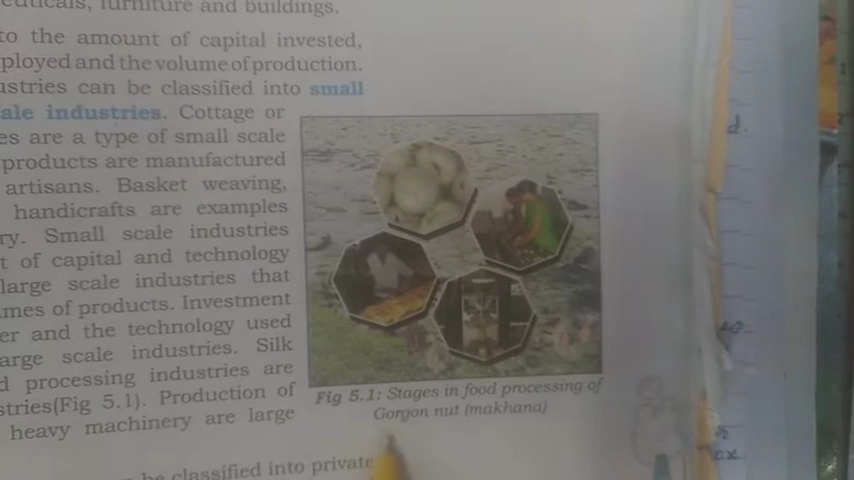 euticals, furniture and buildings.
to the amount of capital invested,
ployed and the volume of production.
ustries can be classified into small
ale industries. Cottage or
es are a type of small scale
products are manufactured
artisans. Basket weaving,
handicrafts are examples
ry. Small scale industries
t of capital and technology
large scale industries that
mes of products. Investment
er and the technology used
arge scale industries. Silk
d processing industries are
stries(Fig 5.1). Production of
heavy machinery are large
Fig 5.1: Stages in food processing of
Gorgon nut (makhana)
be classified into private